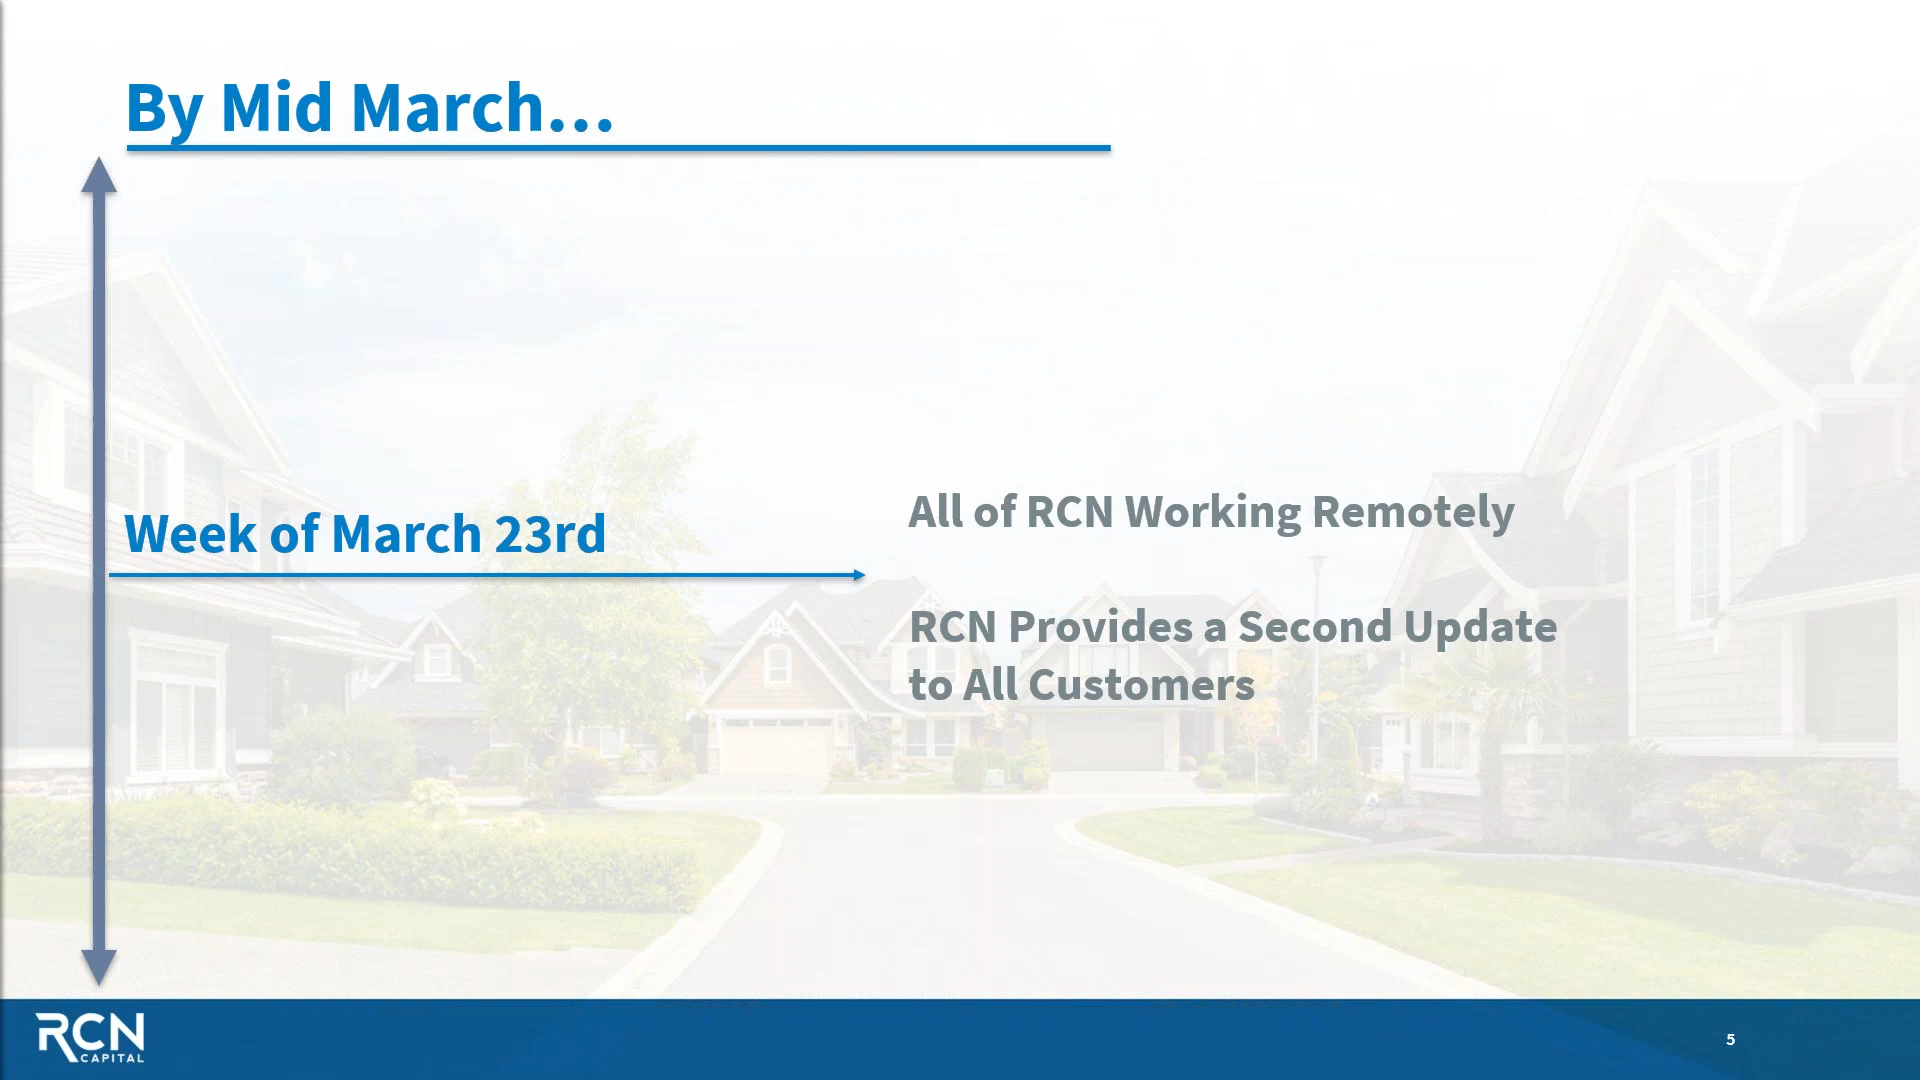 By Mid March...
Week of March 23rd
All of RCN Working Remotely
RCN Provides a Second Update
to All Customers
RCN
CAPITAL
5